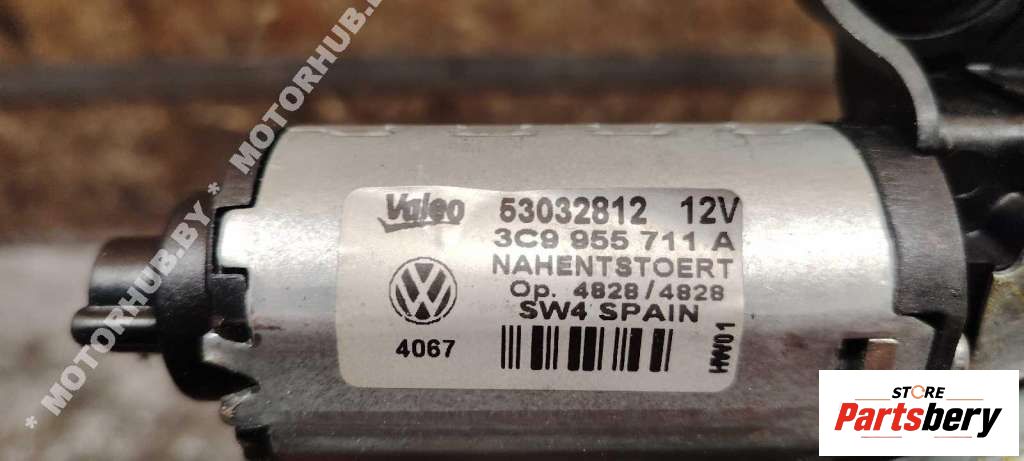 * MOTORHUB.BY * MOTORHUB.BY
Valeo 53032812 12V
3C9 955 711 A
NAHENTSTOERT
Op. 4828/4828
SW4 SPAIN
4067
HW01
STORE
Partsbery